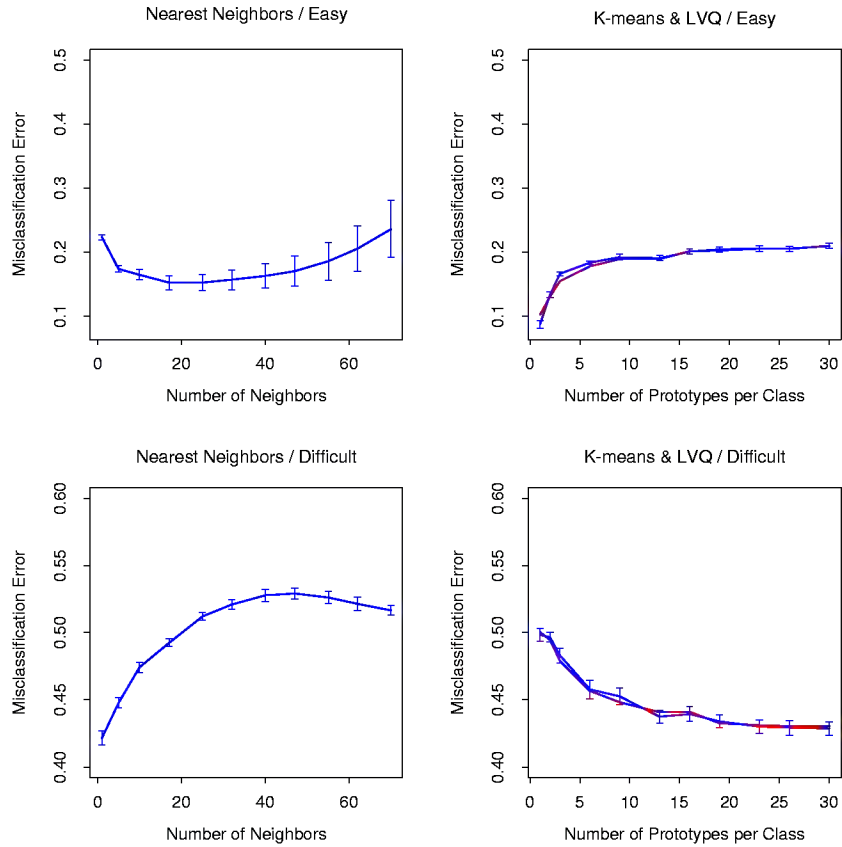 Nearest Neighbors / Easy
Misclassification Error
0.5
0.4
0.3
0.2
0.1
0 20 40 60
Number of Neighbors
K-means & LVQ / Easy
Misclassification Error
0.5
0.4
0.3
0.2
0.1
0 5 10 15 20 25 30
Number of Prototypes per Class
Nearest Neighbors / Difficult
Misclassification Error
0.60
0.55
0.50
0.45
0.40
0 20 40 60
Number of Neighbors
K-means & LVQ / Difficult
Misclassification Error
0.60
0.55
0.50
0.45
0.40
0 5 10 15 20 25 30
Number of Prototypes per Class